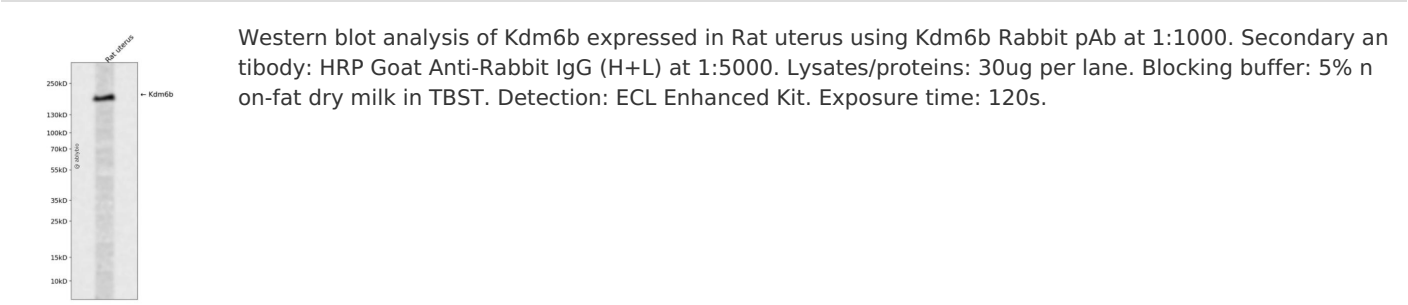 Rat uterus
250kD
← Kdm6b
130kD
100kD
70kD
55kD
35kD
25kD
15kD
10kD
Western blot analysis of Kdm6b expressed in Rat uterus using Kdm6b Rabbit pAb at 1:1000. Secondary an
tibody: HRP Goat Anti-Rabbit IgG (H+L) at 1:5000. Lysates/proteins: 30ug per lane. Blocking buffer: 5% n
on-fat dry milk in TBST. Detection: ECL Enhanced Kit. Exposure time: 120s.